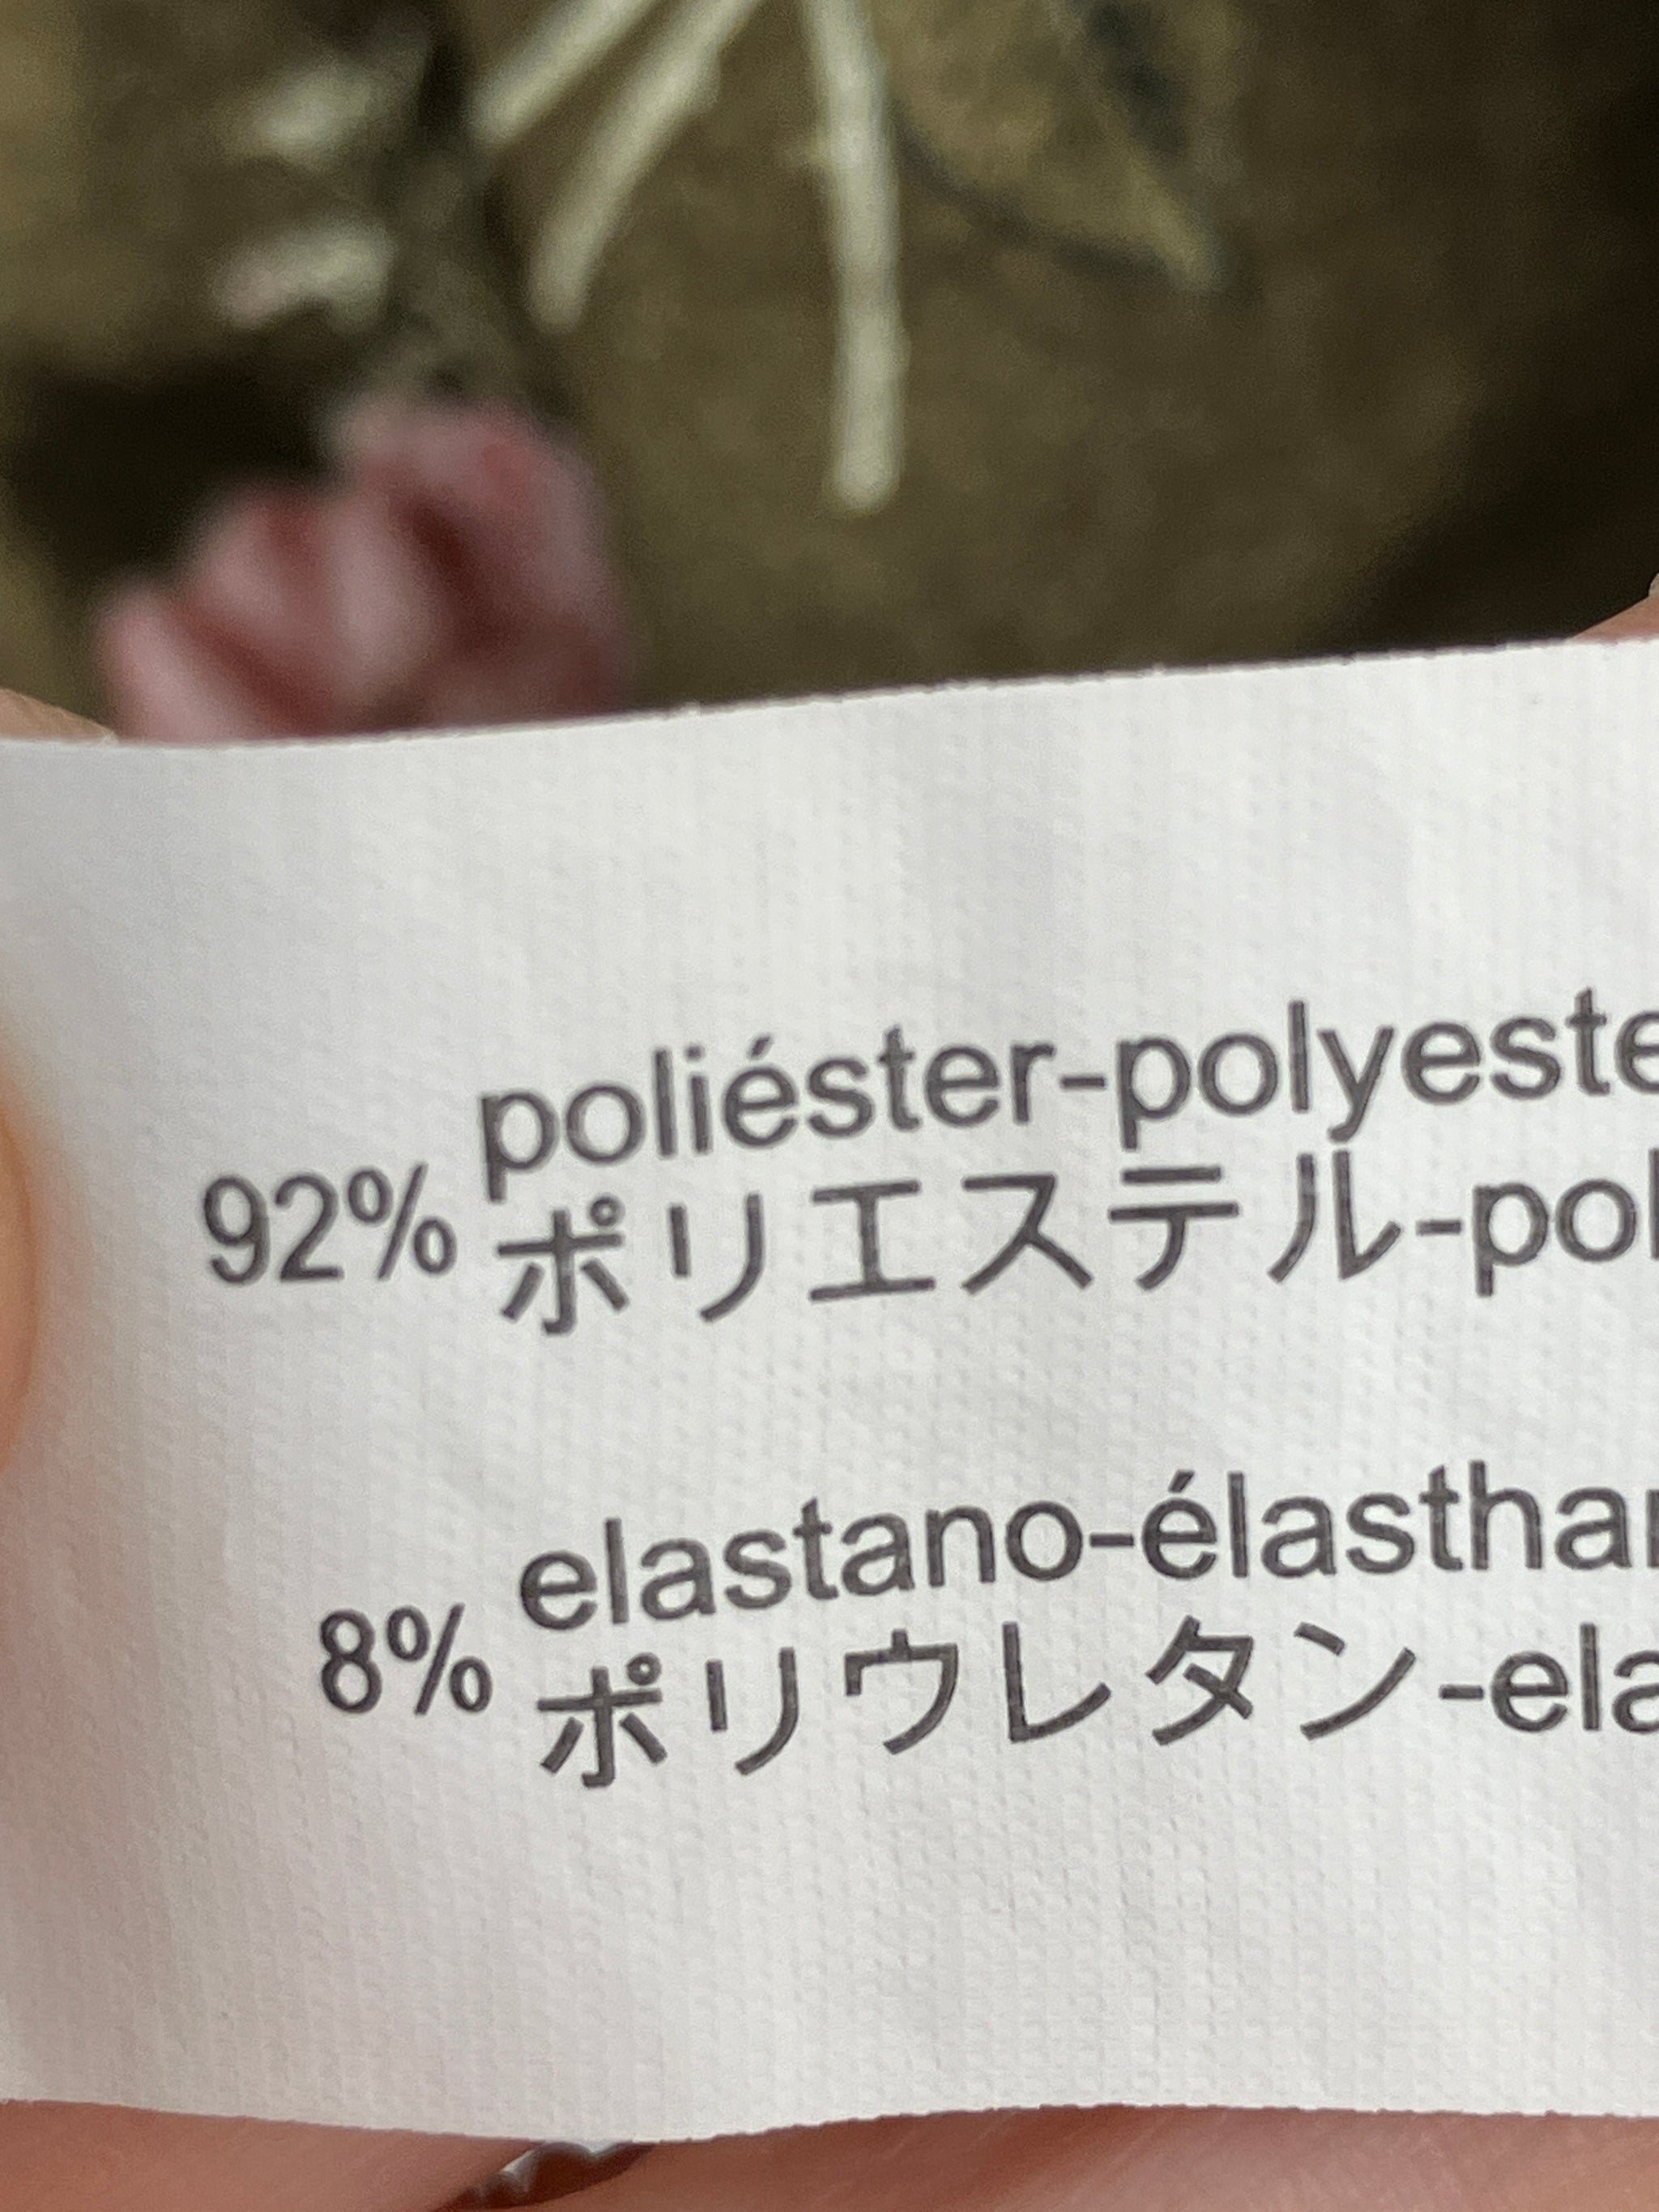 poliéster-polyeste
92% ポリエステル-pol
elastano-élasthan
8% ポリウレタン-ela